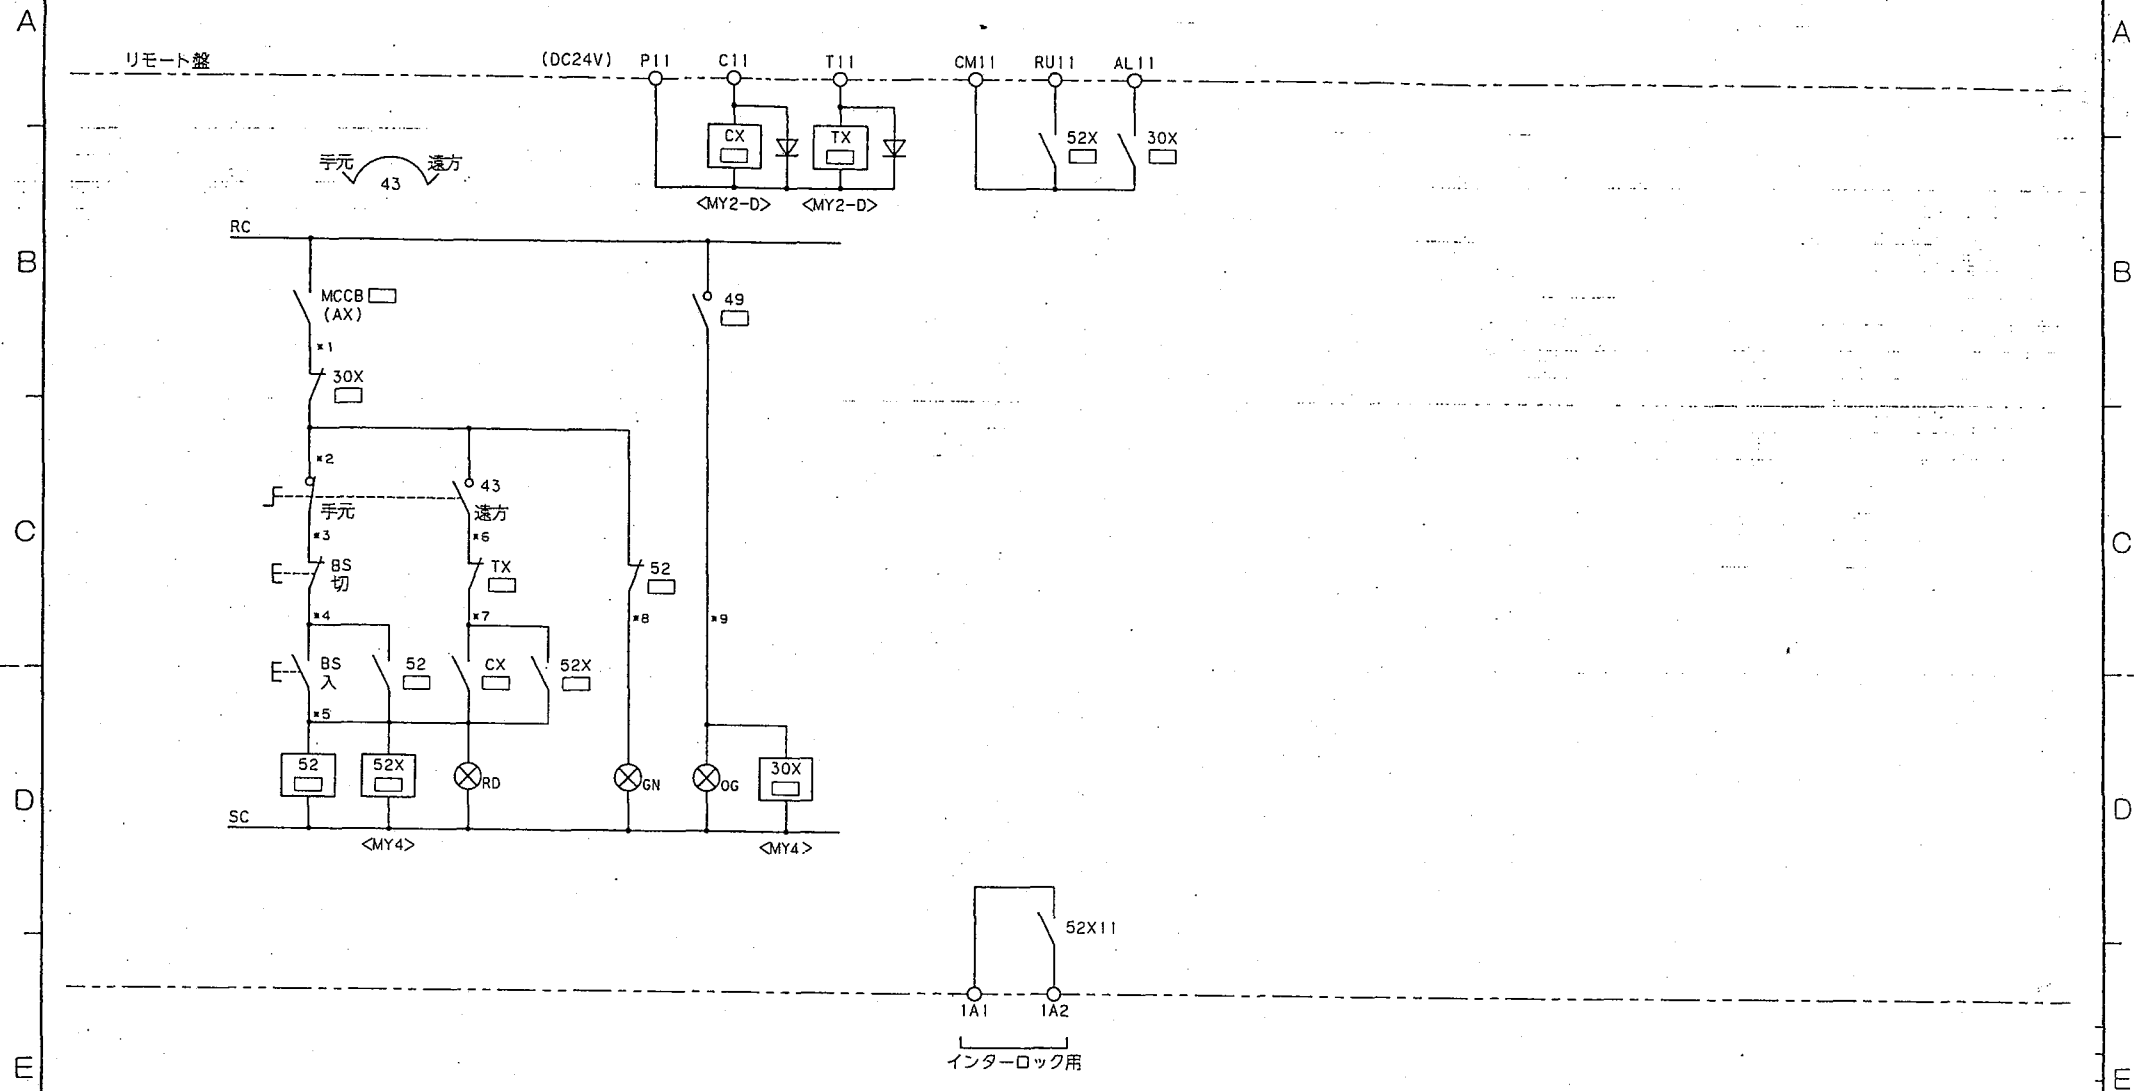 A A
リモート盤 (DC24V) P11 C11 T11 CM11 RU11 AL11
CX TX 52X 30X
手元 遠方
43
<MY2-D> <MY2-D>
RC
B B
MCCB 49
(AX)
*1
30X
*2
43
手元 遠方
C C
*3 *6
BS TX 52
切
*4 *7 *8 *9
BS 52 CX 52X
入
*5
52 52X RD GN OG 30X
D D
SC
<MY4> <MY4>
52X11
1A1 1A2
インターロック用
E E